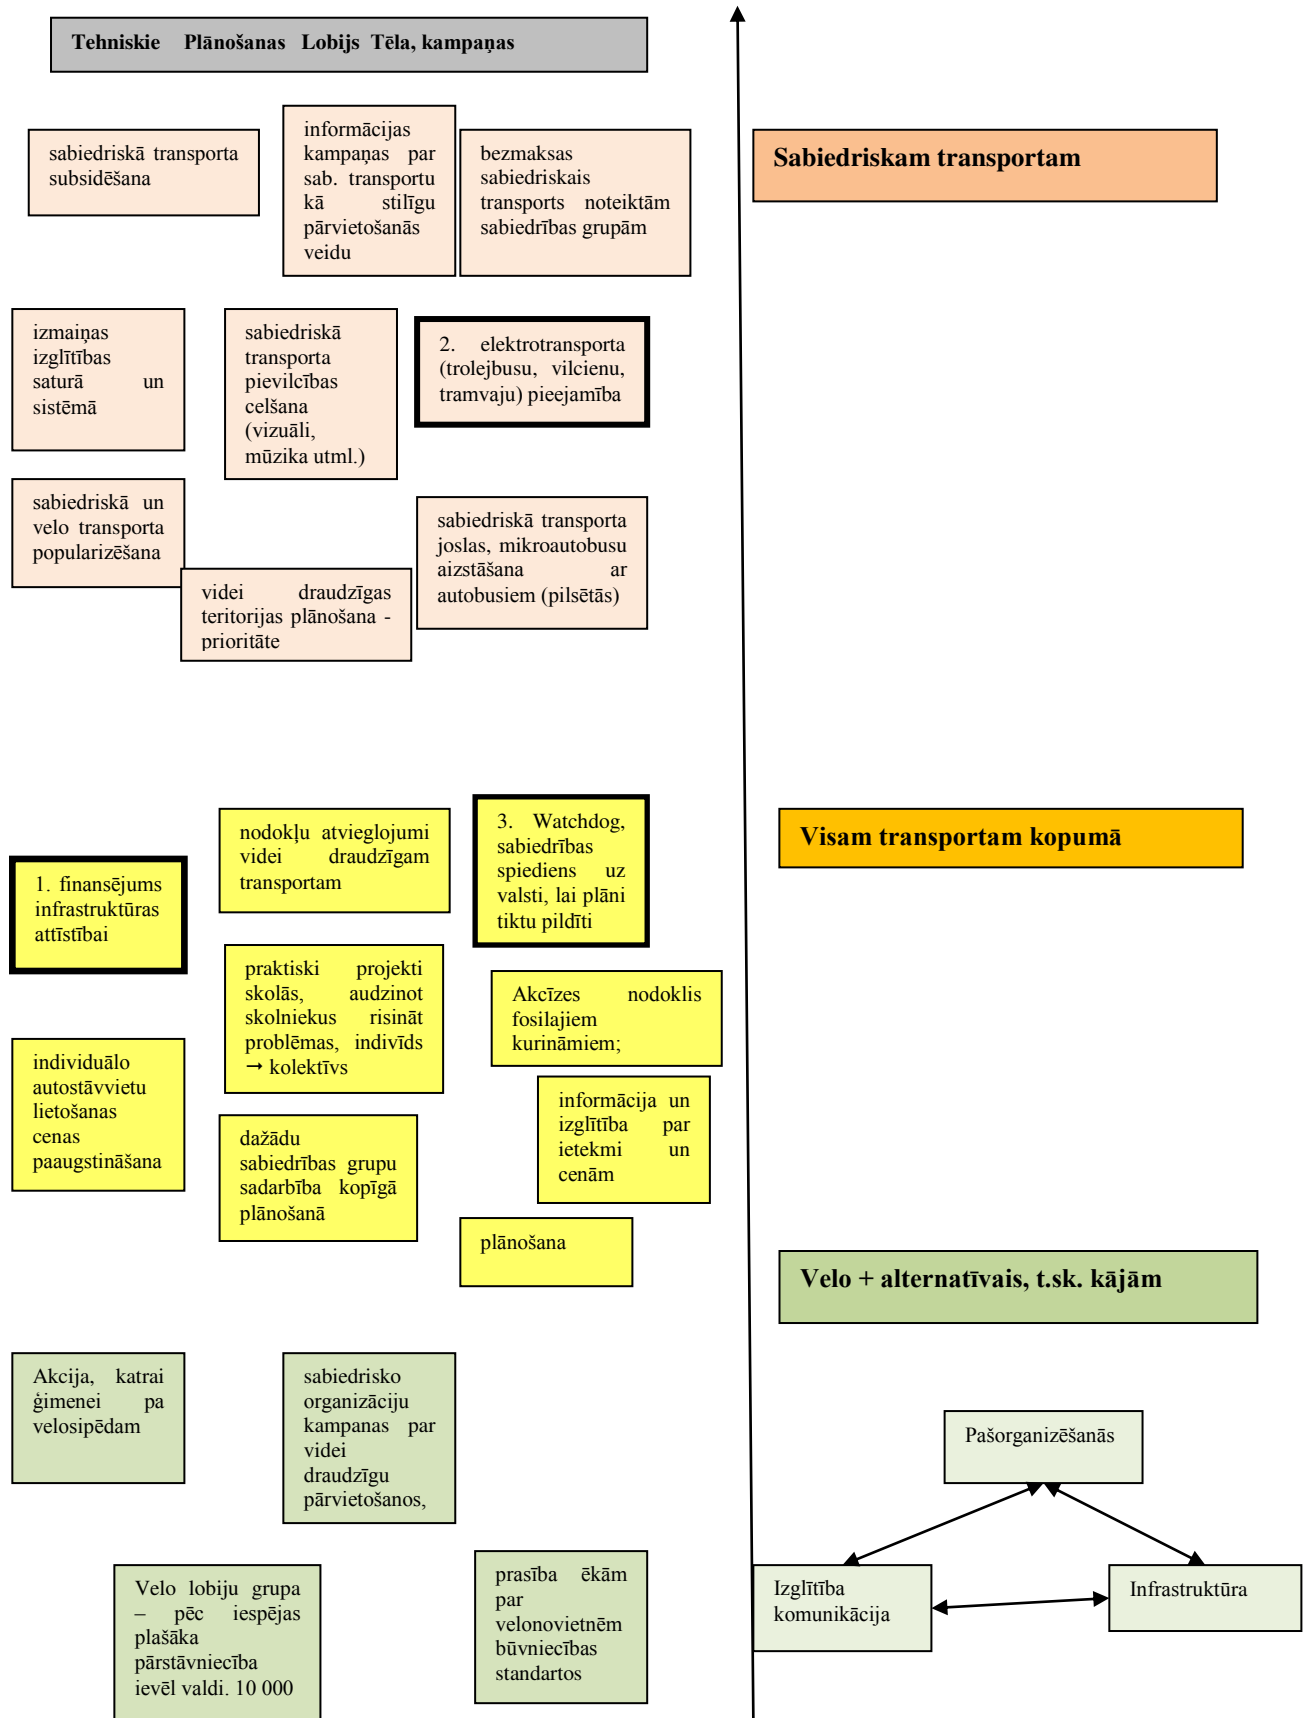 Tehniskie Plānošanas Lobijs Tēla, kampaņas
sabiedriskā transporta
subsidēšana
informācijas
kampaņas par
sab. transportu
kā stilīgu
pārvietošanās
veidu
bezmaksas
sabiedriskais
transports noteiktām
sabiedrības grupām
Sabiedriskam transportam
izmaiņas
izglītības
saturā un
sistēmā
sabiedriskā
transporta
pievilcības
celšana
(vizuāli,
mūzika utml.)
2. elektrotransporta
(trolejbusu, vilcienu,
tramvaju) pieejamība
sabiedriskā un
velo transporta
popularizēšana
videi draudzīgas
teritorijas plānošana -
prioritāte
sabiedriskā transporta
joslas, mikroautobusu
aizstāšana ar
autobusiem (pilsētās)
1. finansējums
infrastruktūras
attīstībai
nodokļu atvieglojumi
videi draudzīgam
transportam
3. Watchdog,
sabiedrības
spiediens uz
valsti, lai plāni
tiktu pildīti
Visam transportam kopumā
praktiski projekti
skolās, audzinot
skolniekus risināt
problēmas, indivīds
→ kolektīvs
Akcīzes nodoklis
fosilajiem
kurināmiem;
individuālo
autostāvvietu
lietošanas
cenas
paaugstināšana
dažādu
sabiedrības grupu
sadarbība kopīgā
plānošanā
informācija un
izglītība par
ietekmi un
cenām
plānošana
Velo + alternatīvais, t.sk. kājām
Akcija, katrai
ģimenei pa
velosipēdam
sabiedrisko
organizāciju
kampanas par
videi
draudzīgu
pārvietošanos,
Velo lobiju grupa
– pēc iespējas
plašāka
pārstāvniecība
ievēl valdi. 10 000
prasība ēkām
par
velonovietnēm
būvniecības
standartos
Pašorganizēšanās
Izglītība
komunikācija
Infrastruktūra